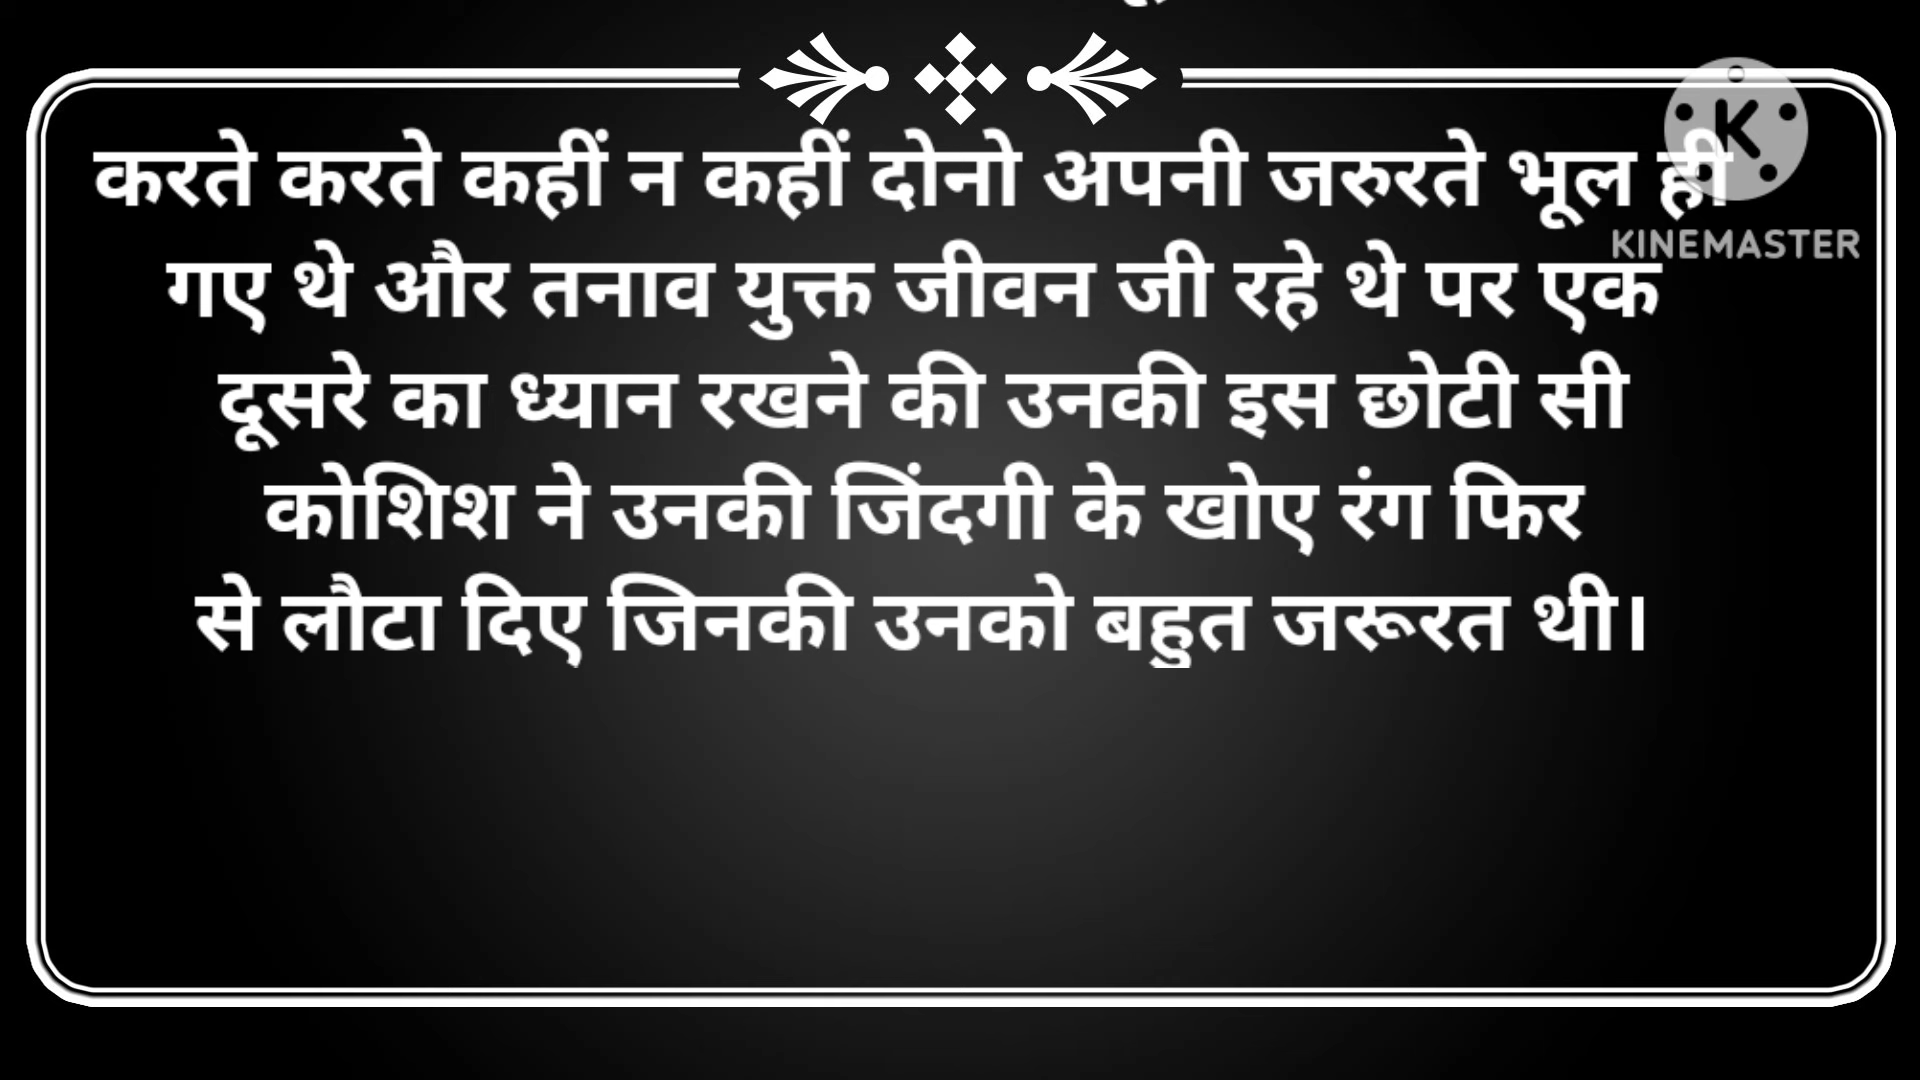 करते करते कहीं न कहीं दोनो अपनी जरुरते भूल ही
गए थे और तनाव युक्त जीवन जी रहे थे पर एक
दूसरे का ध्यान रखने की उनकी इस छोटी सी
कोशिश ने उनकी जिंदगी के खोए रंग फिर
से लौटा दिए जिनकी उनको बहुत जरूरत थी।
K
KINEMASTER